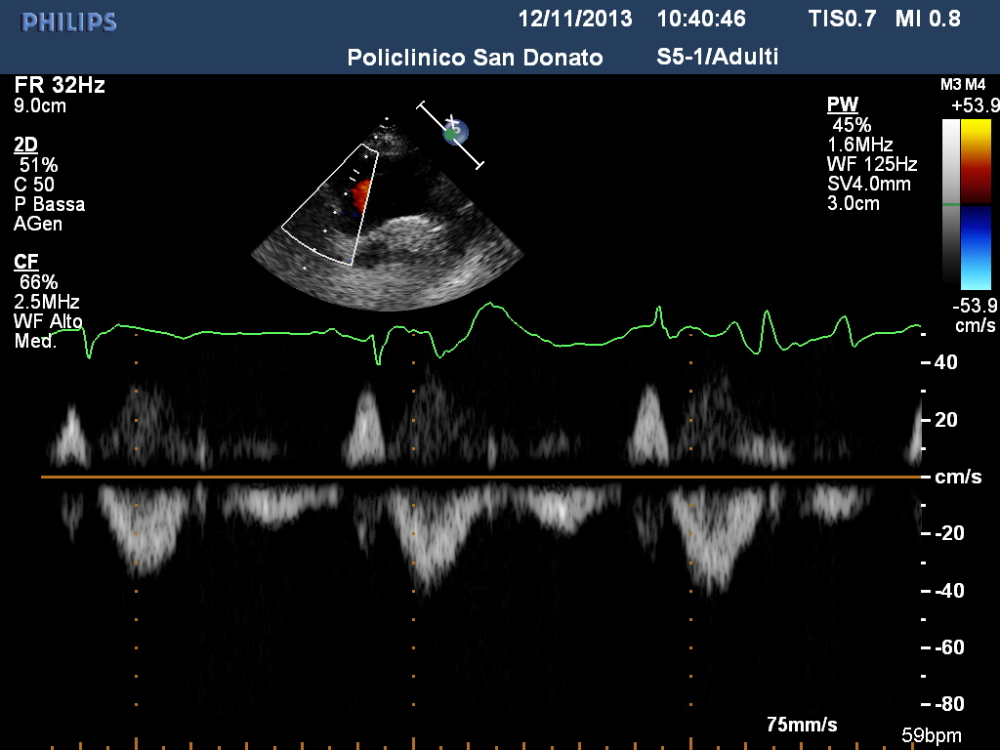 PHILIPS
12/11/2013 10:40:46 TIS0.7 MI 0.8
Policlinico San Donato S5-1/Adulti
FR 32Hz
9.0cm
2D
51%
C 50
P Bassa
AGen
CF
66%
2.5MHz
WF Alto
Med.
PW
45%
1.6MHz
WF 125Hz
SV4.0mm
3.0cm
M3 M4
+53.9
-53.9
cm/s
40
20
cm/s
-20
-40
-60
-80
75mm/s
59bpm